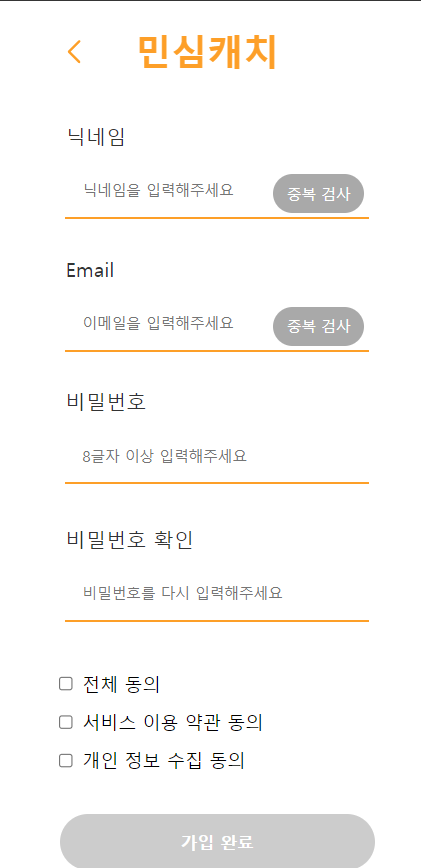 민심캐치
닉네임
닉네임을 입력해주세요 중복 검사
Email
이메일을 입력해주세요 중복 검사
비밀번호
8글자 이상 입력해주세요
비밀번호 확인
비밀번호를 다시 입력해주세요
전체 동의
서비스 이용 약관 동의
개인 정보 수집 동의
가입 완료